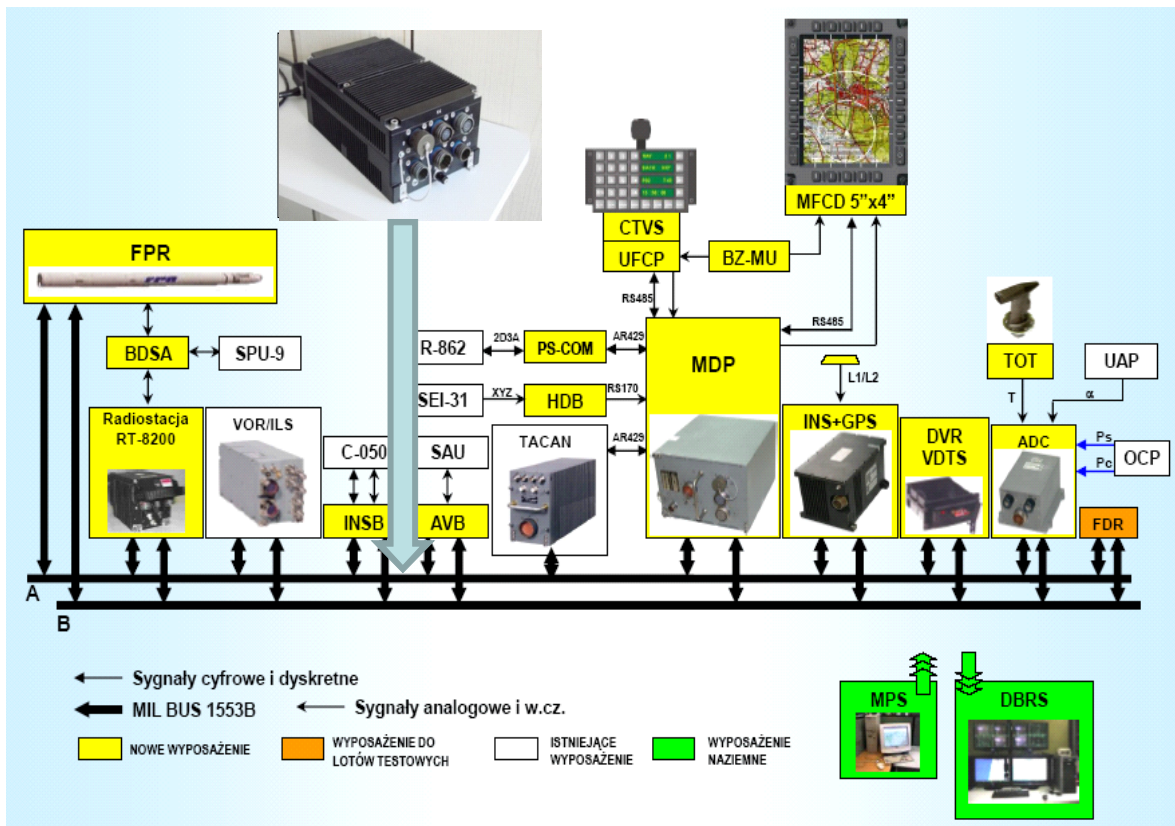 MFCD 5”x4”
CTVS
UFCP
BZ-MU
FPR
FPR
RS485
RS485
BDSA
SPU-9
R-862
2D3A
PS-COM
AR429
MDP
L1/L2
TOT
UAP
T
α
SEI-31
XYZ
HDB
RS170
Radiostacja
RT-8200
VOR/ILS
C-050
SAU
TACAN
AR429
INS+GPS
DVR
VDTS
ADC
Ps
Pc
OCP
INSB
AVB
FDR
A
B
Sygnały cyfrowe i dyskretne
MIL BUS 1553B
Sygnały analogowe i w.cz.
NOWE WYPOSAŻENIE
WYPOSAŻENIE DO
LOTÓW TESTOWYCH
ISTNIEJĄCE
WYPOSAŻENIE
WYPOSAŻENIE
NAZIEMNE
MPS
DBRS